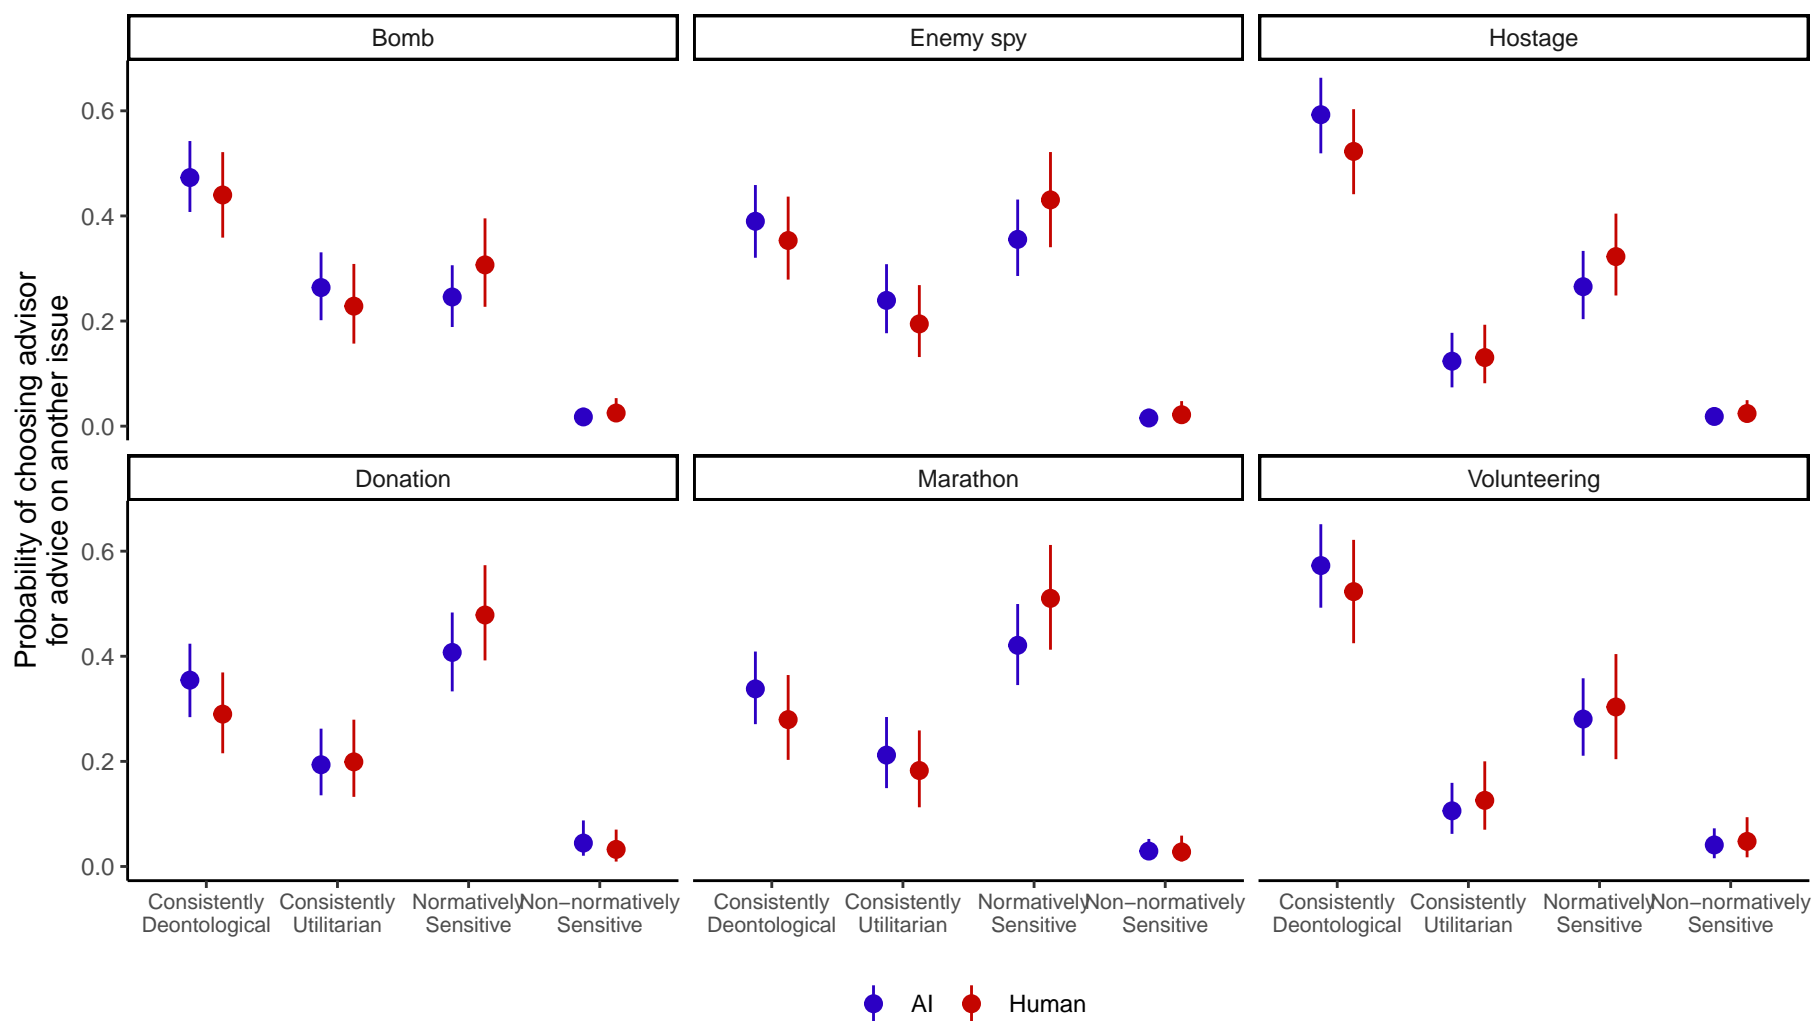 Bomb
Enemy spy
Hostage
0.6
0.4
0.2
0.0
Donation
Marathon
Volunteering
0.6
0.4
0.2
0.0
Probability of choosing advisor
for advice on another issue
Consistently
Deontological
Consistently
Utilitarian
Normatively
Sensitive
Non−normatively
Sensitive
Consistently
Deontological
Consistently
Utilitarian
Normatively
Sensitive
Non−normatively
Sensitive
Consistently
Deontological
Consistently
Utilitarian
Normatively
Sensitive
Non−normatively
Sensitive
AI
Human